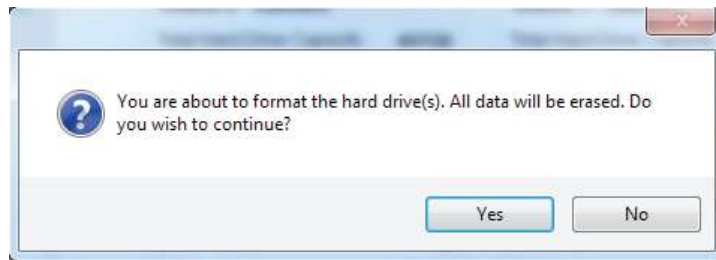 You are about to format the hard drive(s). All data will be erased. Do
you wish to continue?
Yes
No